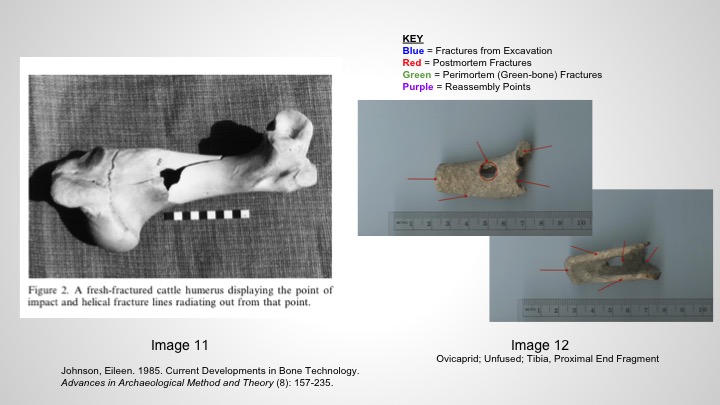 KEY
Blue = Fractures from Excavation
Red = Postmortem Fractures
Green = Perimortem (Green-bone) Fractures
Purple = Reassembly Points
Figure 2. A fresh-fractured cattle humerus displaying the point of
impact and helical fracture lines radiating out from that point.
Image 11
Johnson, Eileen. 1985. Current Developments in Bone Technology.
Advances in Archaeological Method and Theory (8): 157-235.
1 2 3 4 5 6 7 8 9 10
1 2 3 4 5 6 7 8 9 10
Image 12
Ovicaprid; Unfused; Tibia, Proximal End Fragment